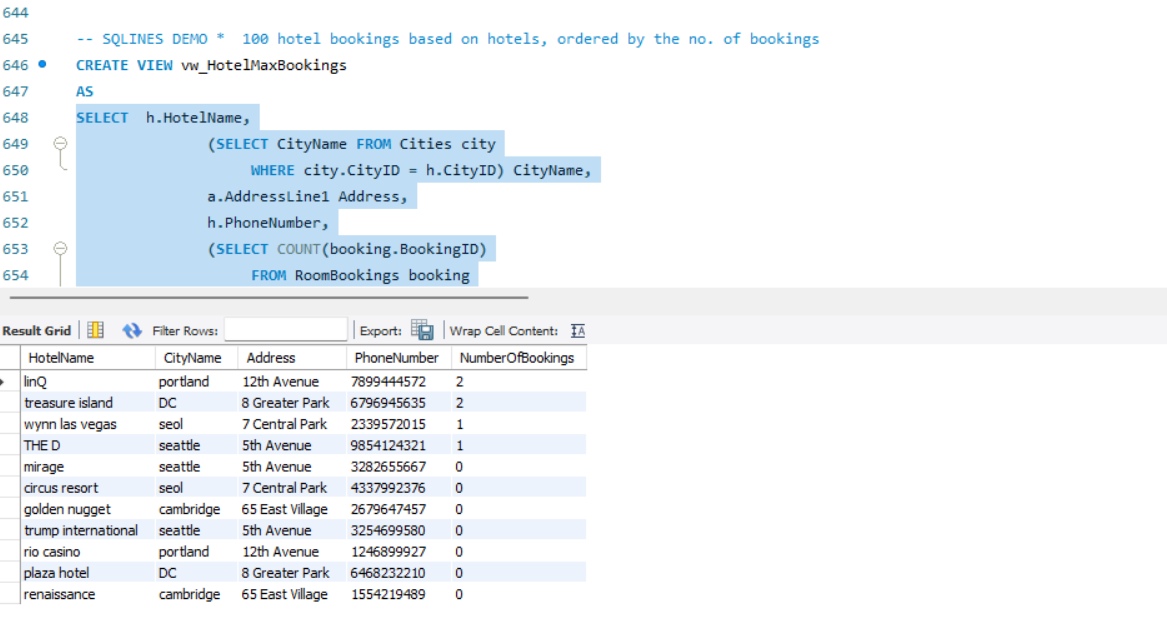 644
645 -- SQLINES DEMO *  100 hotel bookings based on hotels, ordered by the no. of bookings
646 CREATE VIEW vw_HotelMaxBookings
647 AS
648 SELECT  h.HotelName,
649 (SELECT CityName FROM Cities city
650 WHERE city.CityID = h.CityID) CityName,
651 a.AddressLine1 Address,
652 h.PhoneNumber,
653 (SELECT COUNT(booking.BookingID)
654 FROM RoomBookings booking
Result Grid Filter Rows: Export: Wrap Cell Content: IA
HotelName CityName Address PhoneNumber NumberOfBookings
linQ portland 12th Avenue 7899444572 2
treasure island DC 8 Greater Park 6796945635 2
wynn las vegas seol 7 Central Park 2339572015 1
THE D seattle 5th Avenue 9854124321 1
mirage seattle 5th Avenue 3282655667 0
circus resort seol 7 Central Park 4337992376 0
golden nugget cambridge 65 East Village 2679647457 0
trump international seattle 5th Avenue 3254699580 0
rio casino portland 12th Avenue 1246899927 0
plaza hotel DC 8 Greater Park 6468232210 0
renaissance cambridge 65 East Village 1554219489 0